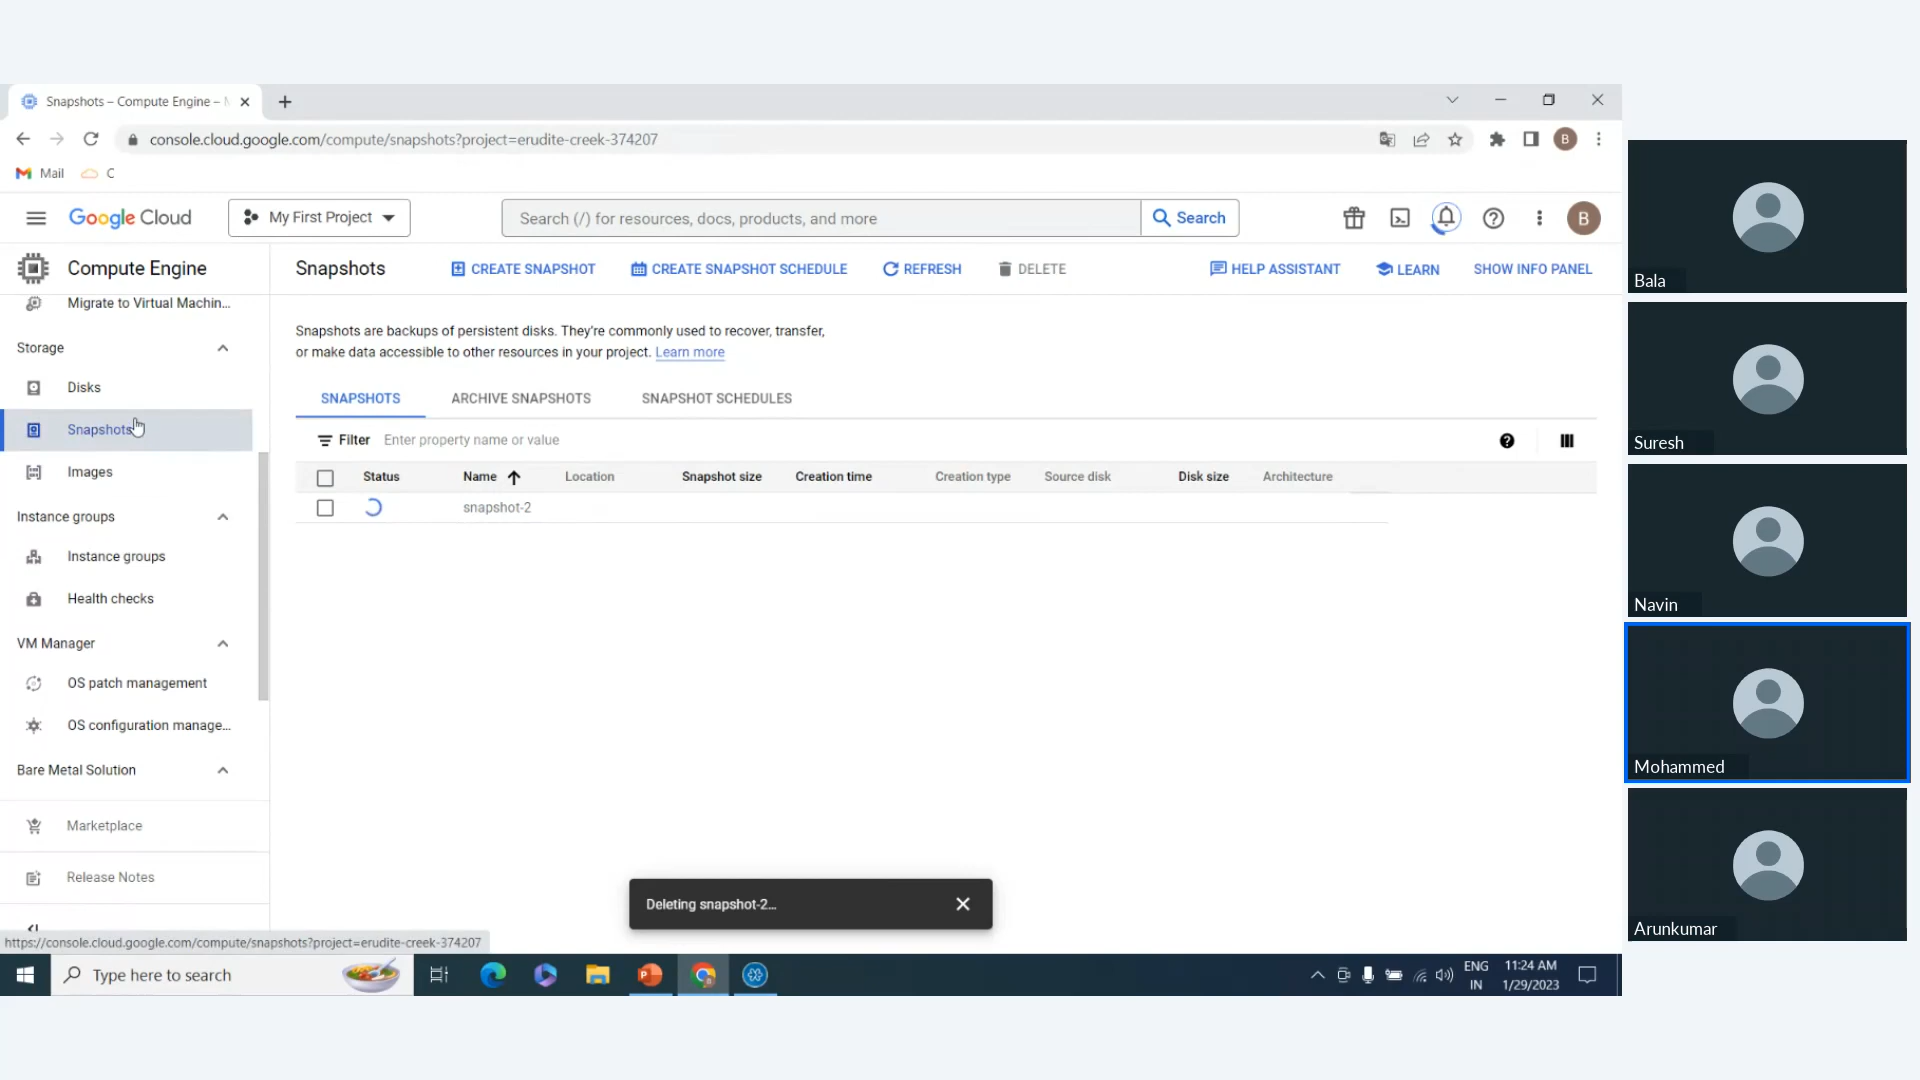 Snapshots – Compute Engine –
console.cloud.google.com/compute/snapshots?project=erudite-creek-374207
Mail
C
Google Cloud
My First Project
Search (/) for resources, docs, products, and more
Search
B
Compute Engine
Snapshots
CREATE SNAPSHOT
CREATE SNAPSHOT SCHEDULE
REFRESH
DELETE
HELP ASSISTANT
LEARN
SHOW INFO PANEL
Migrate to Virtual Machin...
Storage
Disks
Snapshots
Images
Instance groups
Instance groups
Health checks
VM Manager
OS patch management
OS configuration manage...
Bare Metal Solution
Marketplace
Release Notes
Snapshots are backups of persistent disks. They're commonly used to recover, transfer,
or make data accessible to other resources in your project. Learn more
SNAPSHOTS
ARCHIVE SNAPSHOTS
SNAPSHOT SCHEDULES
Filter
Enter property name or value
Status
Name
Location
Snapshot size
Creation time
Creation type
Source disk
Disk size
Architecture
snapshot-2
Deleting snapshot-2...
https://console.cloud.google.com/compute/snapshots?project=erudite-creek-374207
Type here to search
ENG
IN
11:24 AM
1/29/2023
Bala
Suresh
Navin
Mohammed
Arunkumar